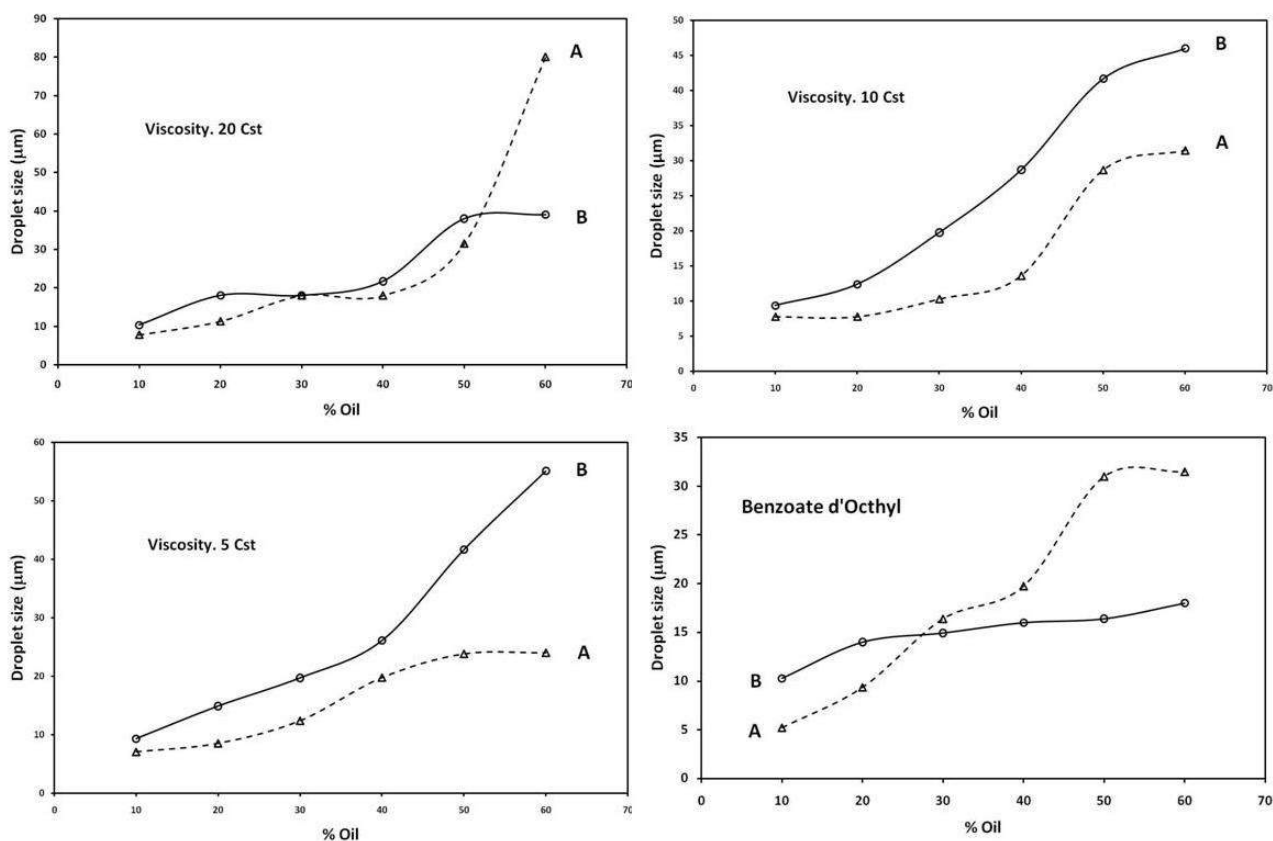 90
80
70
60
50
40
30
20
10
0
Droplet size (μm)
Viscosity. 20 Cst
A
B
0 10 20 30 40 50 60 70
% Oil
50
45
40
35
30
25
20
15
10
5
0
Droplet size (μm)
Viscosity. 10 Cst
B
A
0 10 20 30 40 50 60 70
% Oil
60
50
40
30
20
10
0
Droplet size (μm)
Viscosity. 5 Cst
B
A
0 10 20 30 40 50 60 70
% Oil
35
30
25
20
15
10
5
0
Droplet size (μm)
Benzoate d'Octhyl
B
A
0 10 20 30 40 50 60 70
% Oil